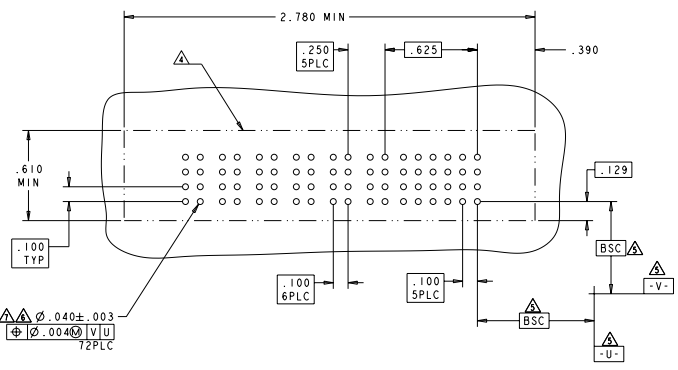 2.780 MIN
.250
5PLC
.625
.390
4
.610
MIN
.129
.100
TYP
BSC 5
5
-V-
.100
6PLC
.100
5PLC
7 6 Ø.040±.003
⌖ Ø.004Ⓜ V U
72PLC
5
BSC
5
-U-